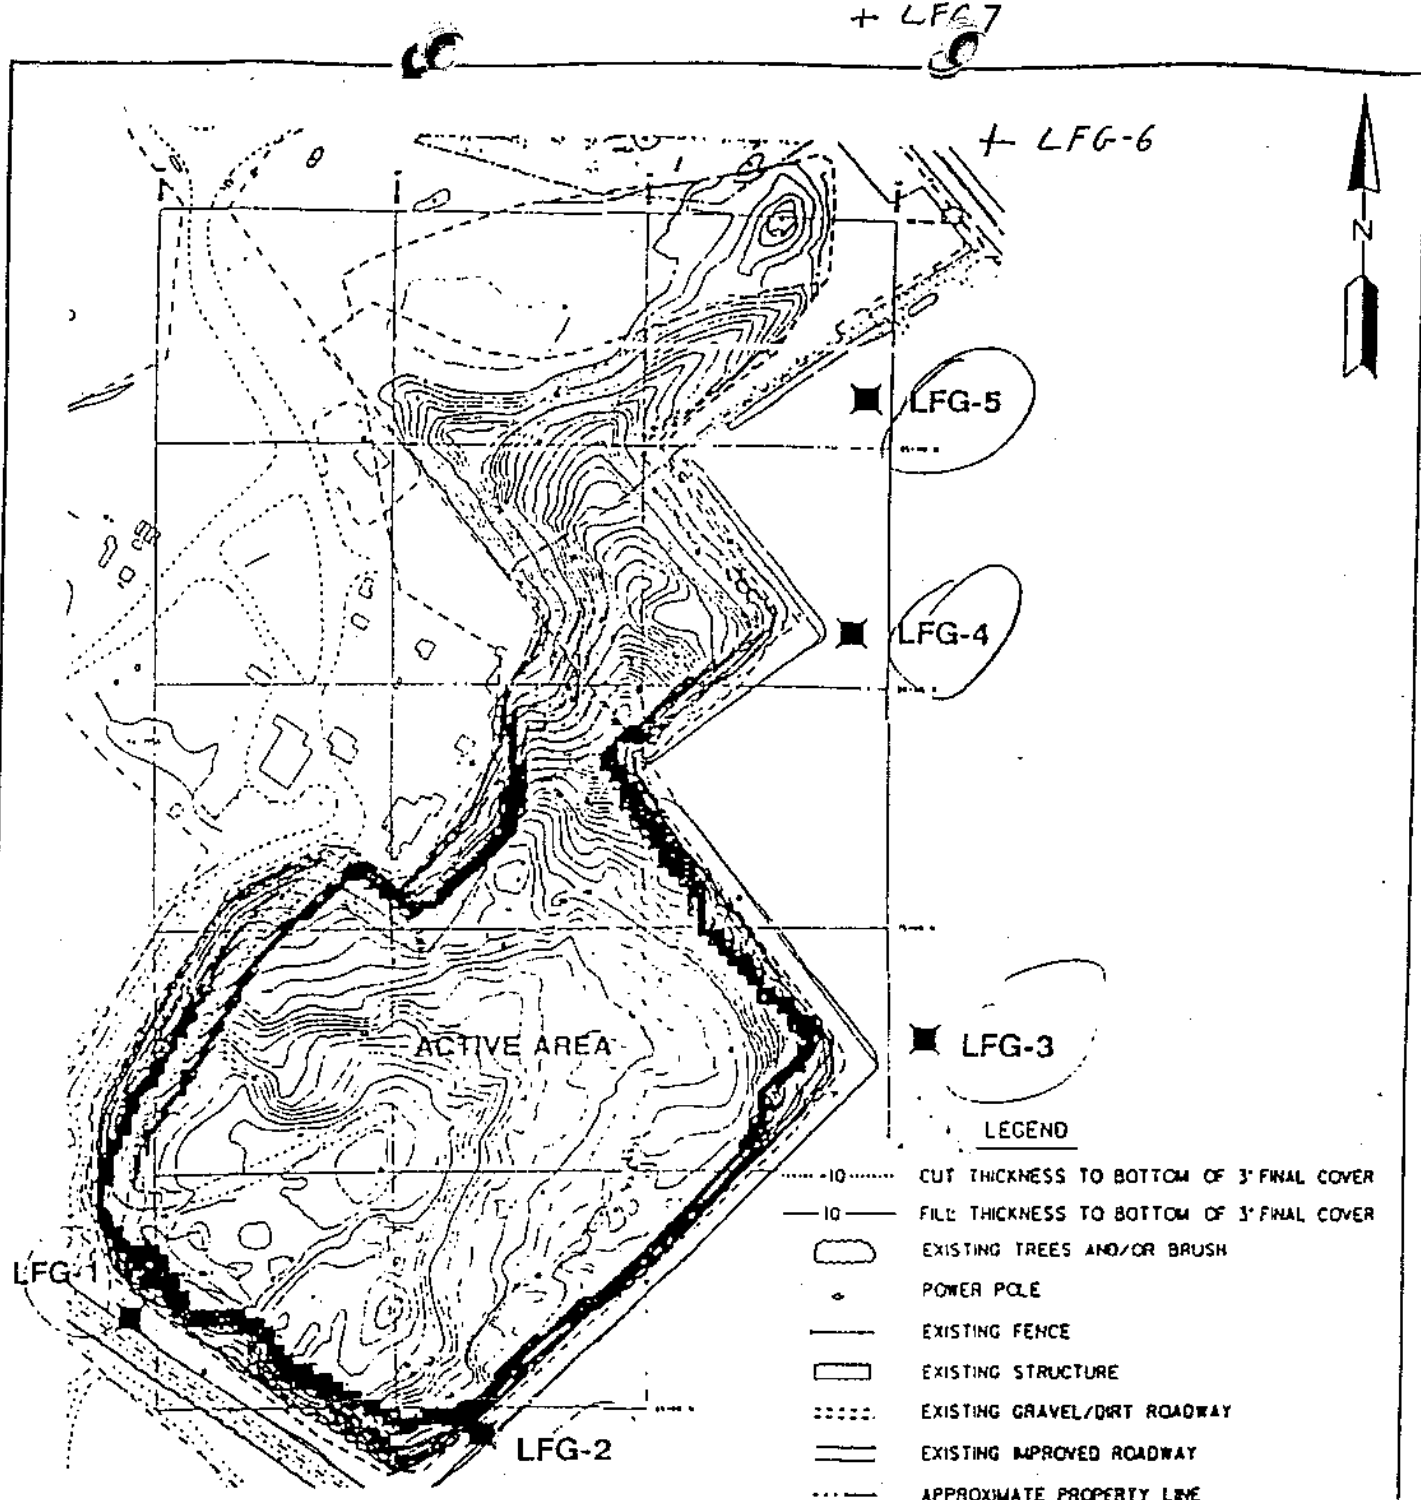 + LFG 7
+ LFG-6
N
LFG-5
LFG-4
ACTIVE AREA
LFG-3
LEGEND
-10 CUT THICKNESS TO BOTTOM OF 3' FINAL COVER
10 FILL THICKNESS TO BOTTOM OF 3' FINAL COVER
EXISTING TREES AND/OR BRUSH
POWER POLE
EXISTING FENCE
EXISTING STRUCTURE
EXISTING GRAVEL/DIRT ROADWAY
EXISTING IMPROVED ROADWAY
APPROXIMATE PROPERTY LINE
LFG-1
LFG-2